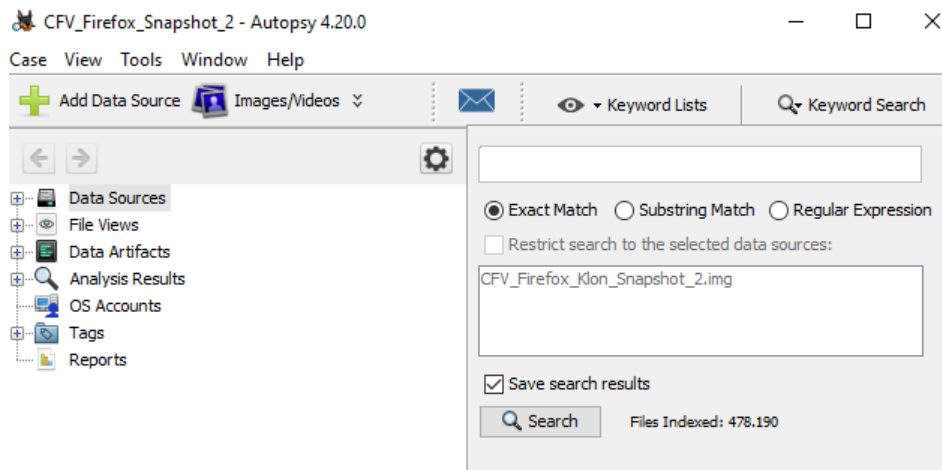 CFV_Firefox_Snapshot_2 - Autopsy 4.20.0
Case View Tools Window Help
Add Data Source Images/Videos Keyword Lists Keyword Search
Data Sources
File Views
Data Artifacts
Analysis Results
OS Accounts
Tags
Reports
Exact Match Substring Match Regular Expression
Restrict search to the selected data sources:
CFV_Firefox_Klon_Snapshot_2.img
Save search results
Search Files Indexed: 478.190